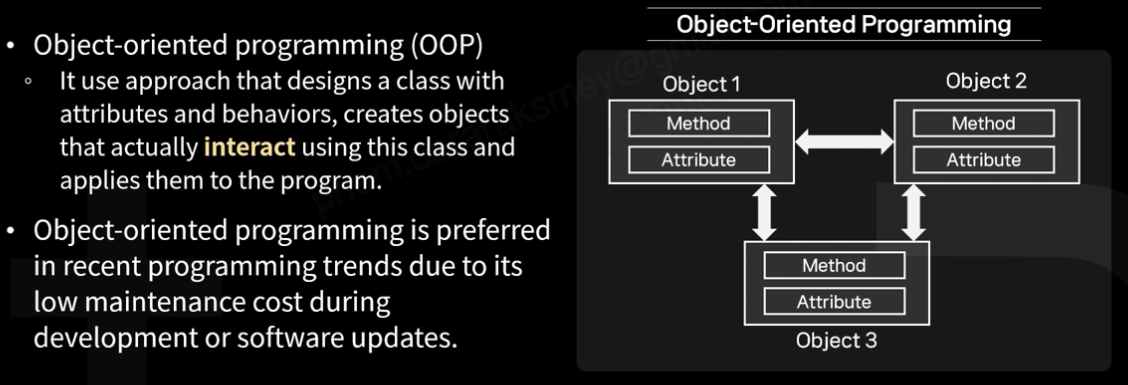 • Object-oriented programming (OOP)
◦ It use approach that designs a class with
attributes and behaviors, creates objects
that actually interact using this class and
applies them to the program.
• Object-oriented programming is preferred
in recent programming trends due to its
low maintenance cost during
development or software updates.
Object-Oriented Programming
Object 1
Method
Attribute
Object 2
Method
Attribute
Method
Attribute
Object 3